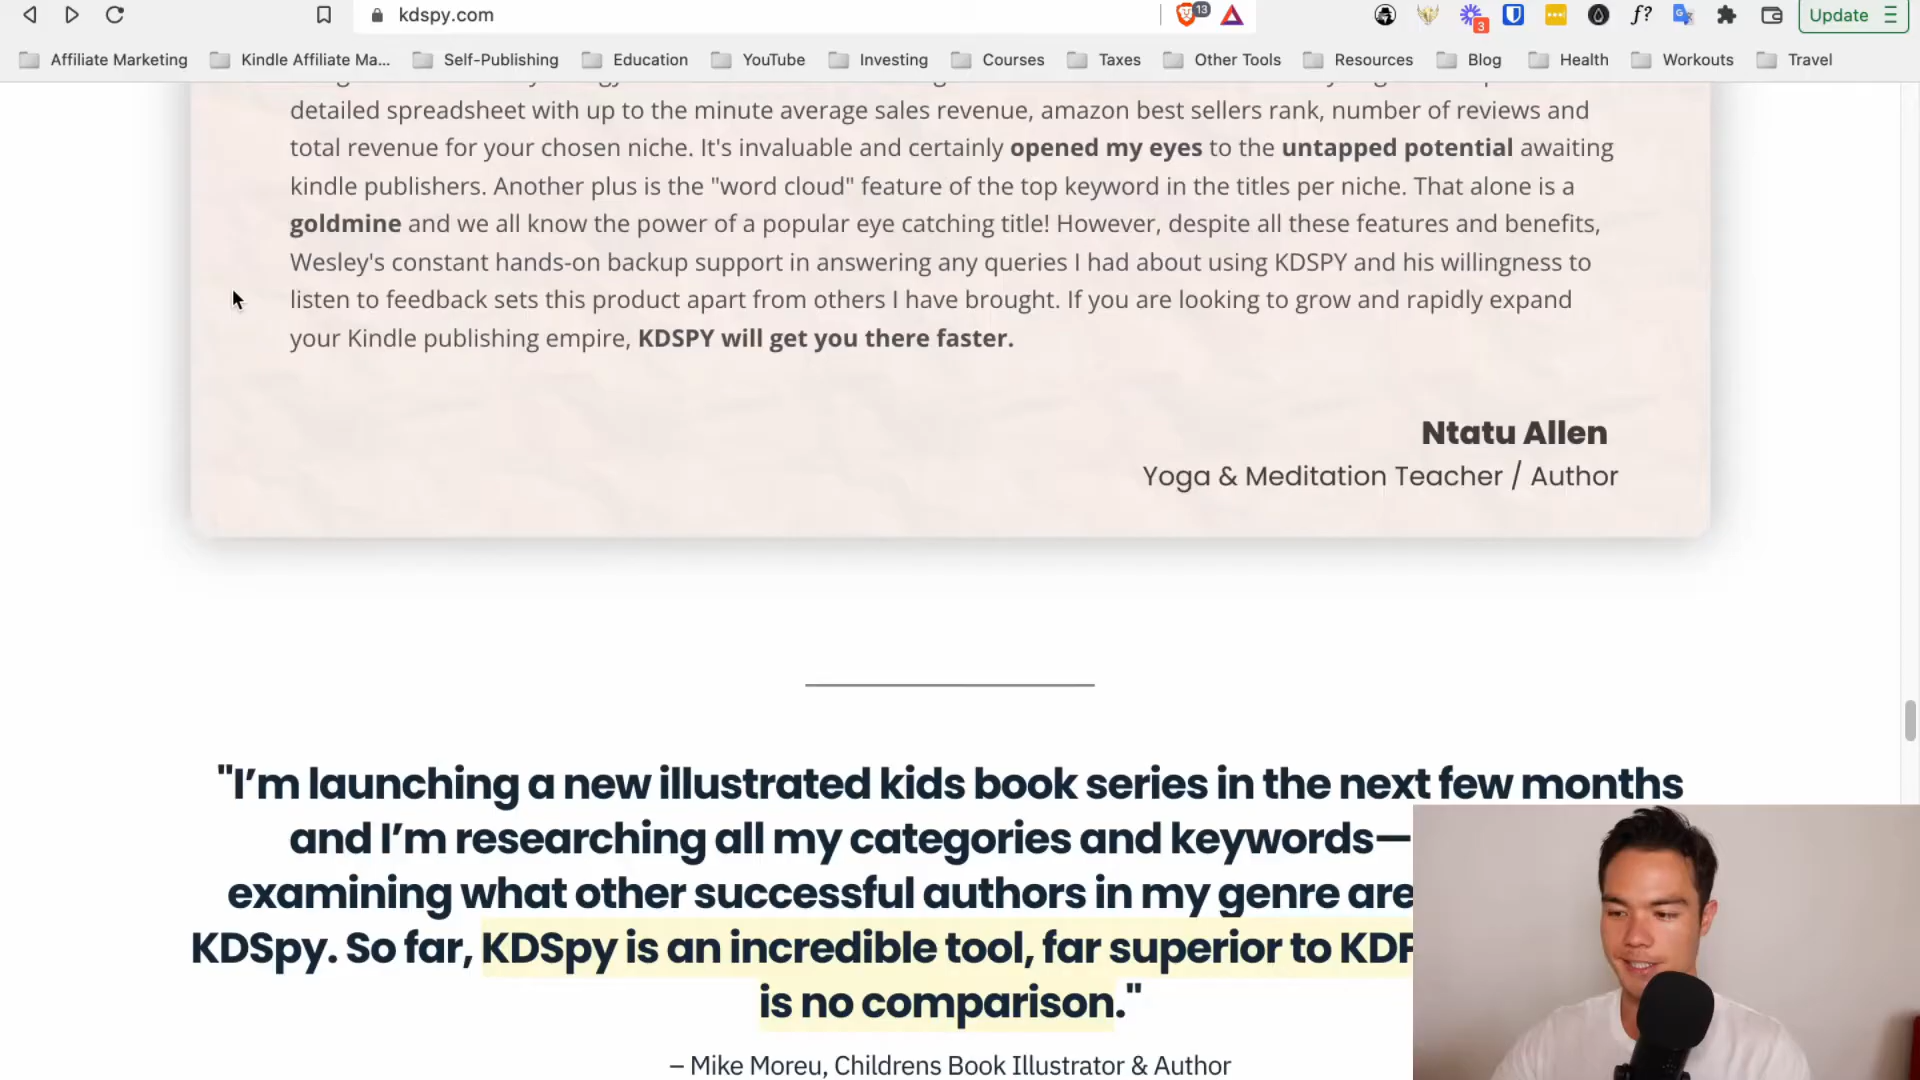 kdspy.com
13
3
f?
Update
Affiliate Marketing
Kindle Affiliate Ma...
Self-Publishing
Education
YouTube
Investing
Courses
Taxes
Other Tools
Resources
Blog
Health
Workouts
Travel
detailed spreadsheet with up to the minute average sales revenue, amazon best sellers rank, number of reviews and
total revenue for your chosen niche. It's invaluable and certainly opened my eyes to the untapped potential awaiting
kindle publishers. Another plus is the "word cloud" feature of the top keyword in the titles per niche. That alone is a
goldmine and we all know the power of a popular eye catching title! However, despite all these features and benefits,
Wesley's constant hands-on backup support in answering any queries I had about using KDSPY and his willingness to
listen to feedback sets this product apart from others I have brought. If you are looking to grow and rapidly expand
your Kindle publishing empire, KDSPY will get you there faster.
Ntatu Allen
Yoga & Meditation Teacher / Author
"I’m launching a new illustrated kids book series in the next few months
and I’m researching all my categories and keywords—
examining what other successful authors in my genre are
KDSpy. So far, KDSpy is an incredible tool, far superior to
is no comparison."
– Mike Moreu, Childrens Book Illustrator & Author